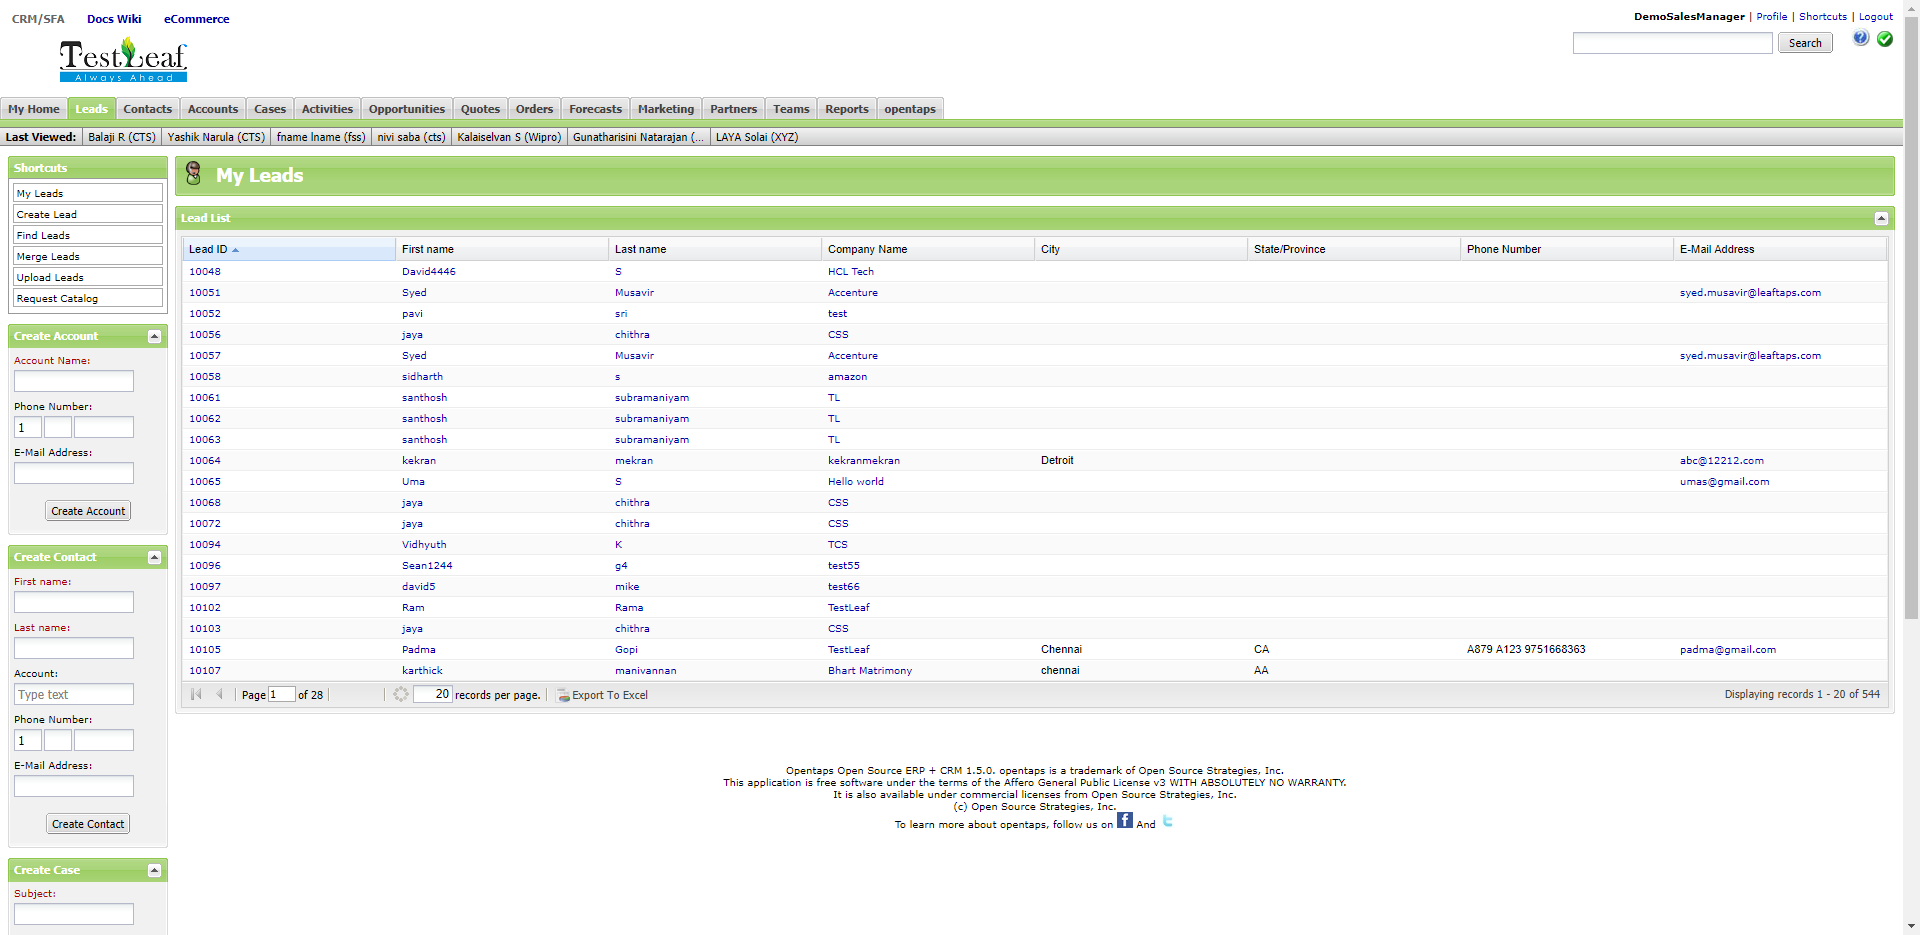 CRM/SFA Docs Wiki eCommerce
DemoSalesManager | Profile | Shortcuts | Logout
Search
TestLeaf
Always Ahead
My Home Leads Contacts Accounts Cases Activities Opportunities Quotes Orders Forecasts Marketing Partners Teams Reports opentaps
Last Viewed: Balaji R (CTS) Yashik Narula (CTS) fname lname (fss) nivi saba (cts) Kalaiselvan S (Wipro) Gunatharisini Natarajan (... LAYA Solai (XYZ)
Shortcuts
My Leads
Create Lead
Find Leads
Merge Leads
Upload Leads
Request Catalog
Create Account
Account Name:
Phone Number:
1
E-Mail Address:
Create Account
Create Contact
First name:
Last name:
Account:
Type text
Phone Number:
1
E-Mail Address:
Create Contact
Create Case
Subject:
My Leads
Lead List
Lead ID First name Last name Company Name City State/Province Phone Number E-Mail Address
10048 David4446 S HCL Tech
10051 Syed Musavir Accenture syed.musavir@leaftaps.com
10052 pavi sri test
10056 jaya chithra CSS
10057 Syed Musavir Accenture syed.musavir@leaftaps.com
10058 sidharth s amazon
10061 santhosh subramaniyam TL
10062 santhosh subramaniyam TL
10063 santhosh subramaniyam TL
10064 kekran mekran kekranmekran Detroit abc@12212.com
10065 Uma S Hello world umas@gmail.com
10068 jaya chithra CSS
10072 jaya chithra CSS
10094 Vidhyuth K TCS
10096 Sean1244 g4 test55
10097 david5 mike test66
10102 Ram Rama TestLeaf
10103 jaya chithra CSS
10105 Padma Gopi TestLeaf Chennai CA A879 A123 9751668363 padma@gmail.com
10107 karthick manivannan Bhart Matrimony chennai AA
Page 1 of 28 20 records per page. Export To Excel Displaying records 1 - 20 of 544
Opentaps Open Source ERP + CRM 1.5.0. opentaps is a trademark of Open Source Strategies, Inc.
This application is free software under the terms of the Affero General Public License v3 WITH ABSOLUTELY NO WARRANTY.
It is also available under commercial licenses from Open Source Strategies, Inc.
(c) Open Source Strategies, Inc.
To learn more about opentaps, follow us on f And t